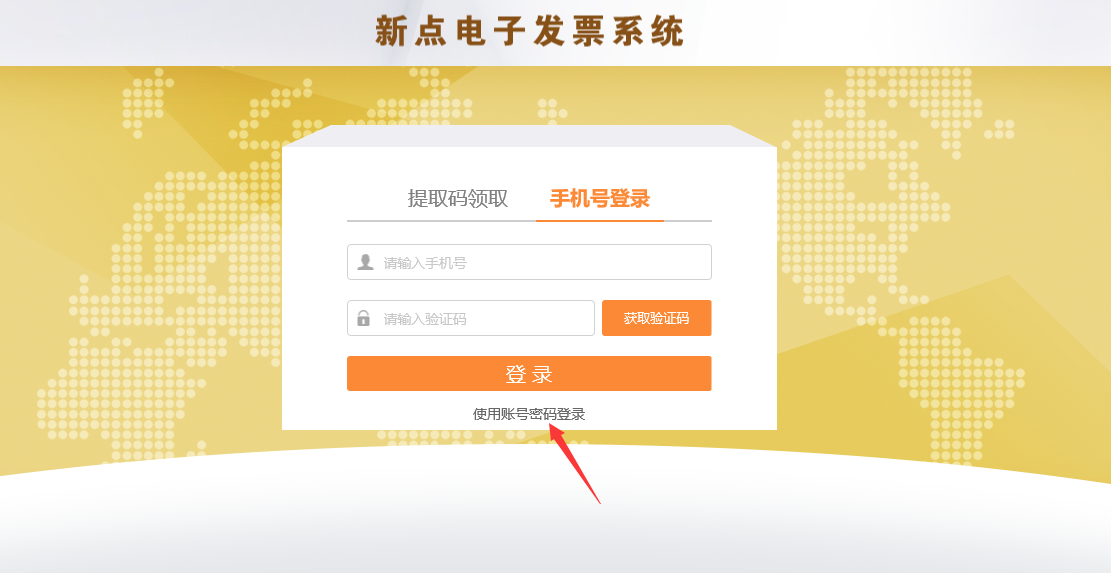 新点电子发票系统
提取码领取 手机号登录
请输入手机号
请输入验证码 获取验证码
登 录
使用账号密码登录